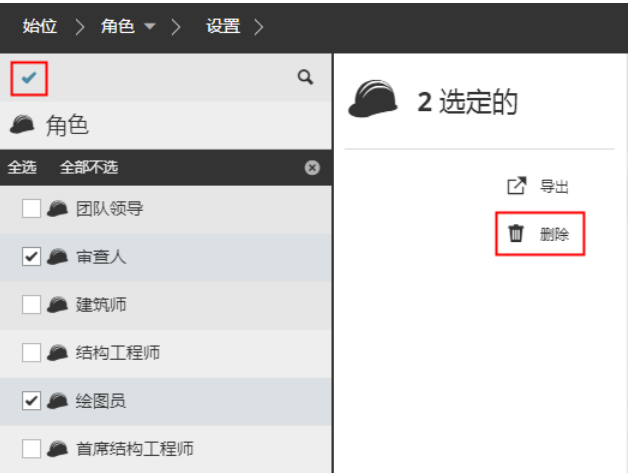 始位 角色 设置
角色
全选 全部不选
团队领导
审查人
建筑师
结构工程师
绘图员
首席结构工程师
2 选定的
导出
删除